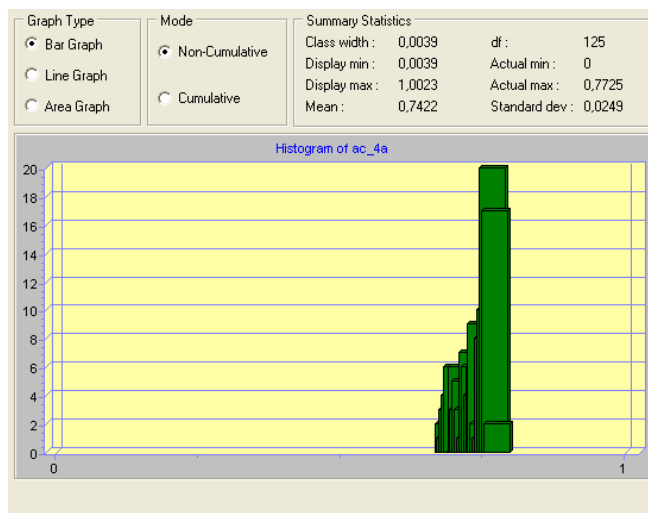 Graph Type
Bar Graph
Line Graph
Area Graph
Mode
Non-Cumulative
Cumulative
Summary Statistics
Class width : 0,0039 df : 125
Display min : 0,0039 Actual min : 0
Display max : 1,0023 Actual max : 0,7725
Mean : 0,7422 Standard dev : 0,0249
Histogram of ac_4a
20
18
16
14
12
10
8
6
4
2
0
0 1